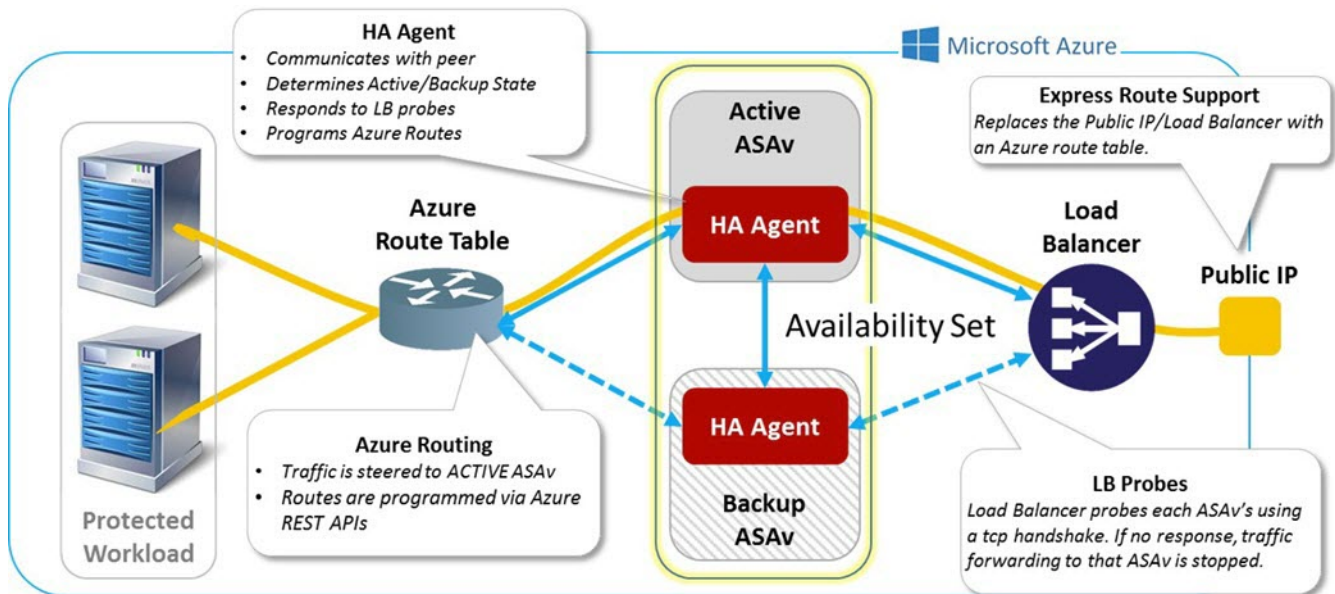 HA Agent
• Communicates with peer
• Determines Active/Backup State
• Responds to LB probes
• Programs Azure Routes
Microsoft Azure
Express Route Support
Replaces the Public IP/Load Balancer with
an Azure route table.
Active
ASAv
HA Agent
Azure
Route Table
Load
Balancer
Public IP
Availability Set
HA Agent
Backup
ASAv
Azure Routing
• Traffic is steered to ACTIVE ASAv
• Routes are programmed via Azure
REST APIs
LB Probes
Load Balancer probes each ASAv's using
a tcp handshake. If no response, traffic
forwarding to that ASAv is stopped.
Protected
Workload